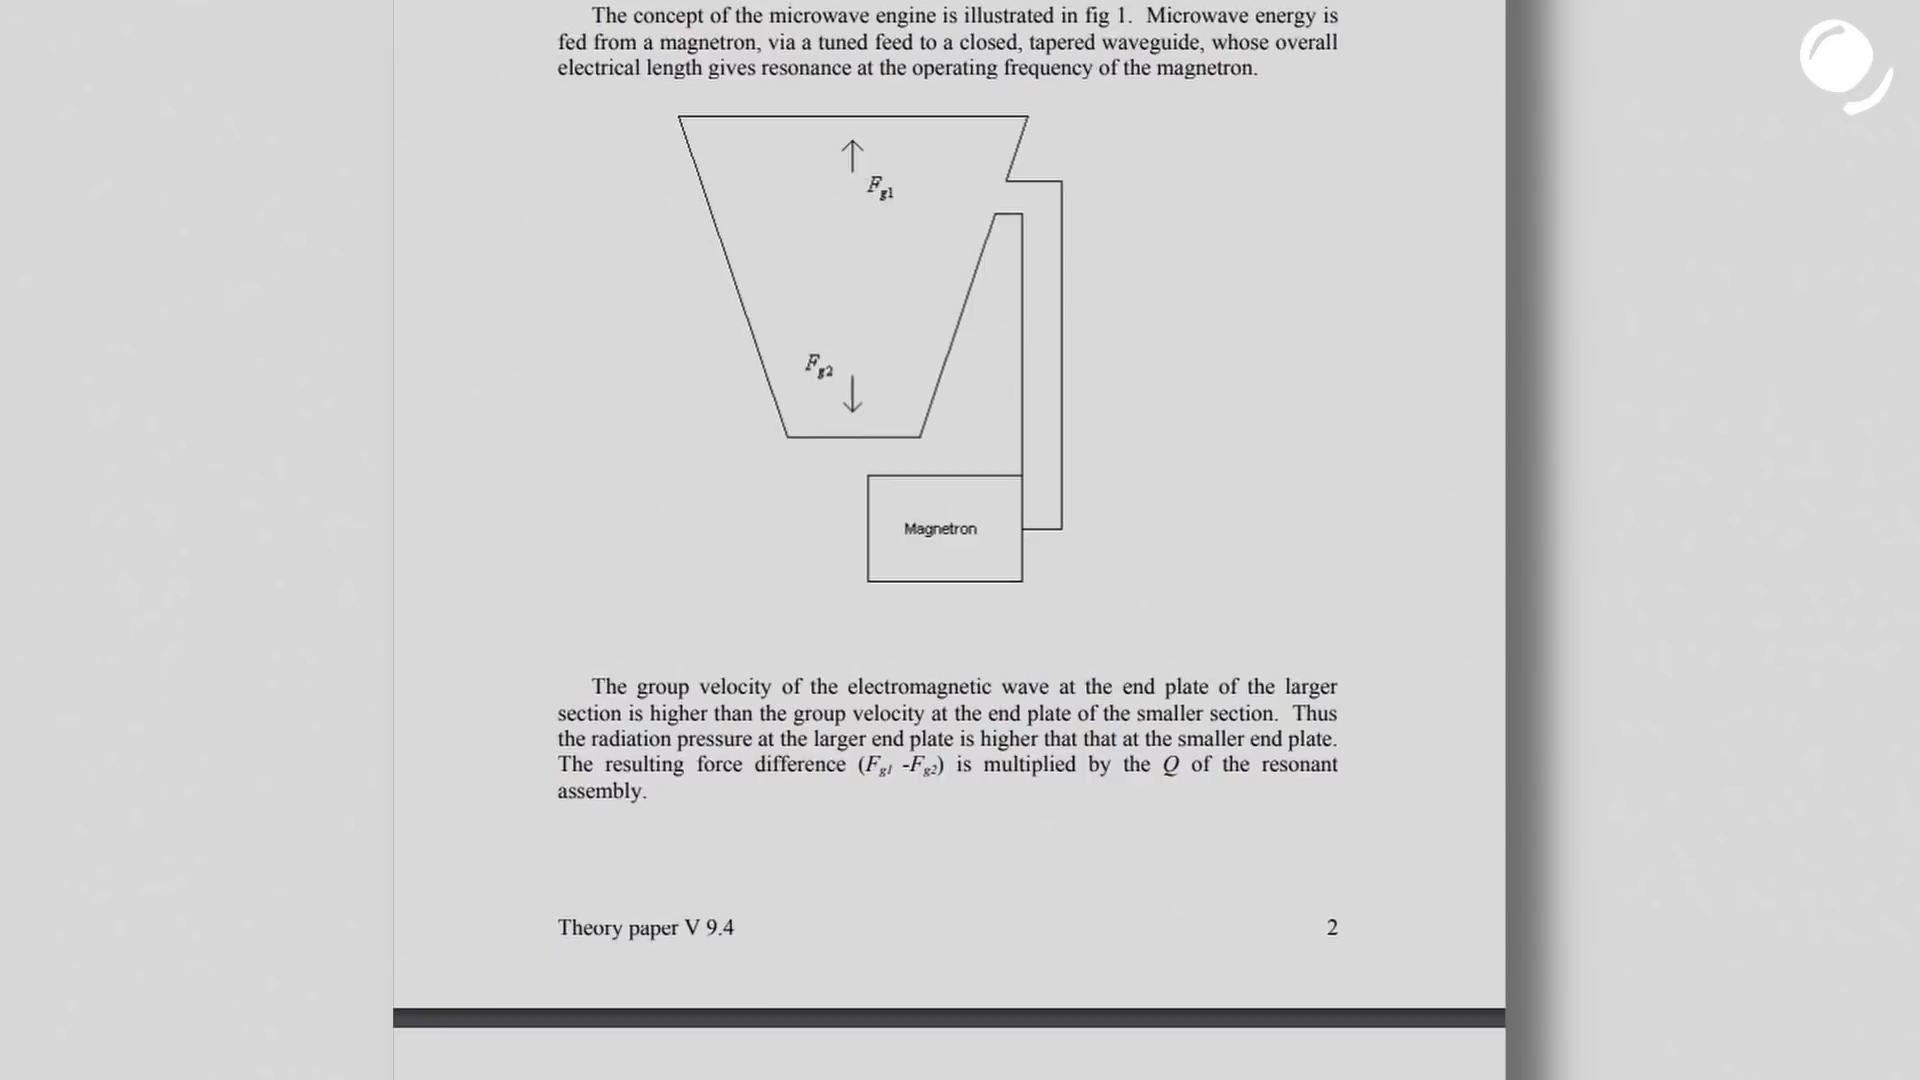 The concept of the microwave engine is illustrated in fig 1. Microwave energy is
fed from a magnetron, via a tuned feed to a closed, tapered waveguide, whose overall
electrical length gives resonance at the operating frequency of the magnetron.
Fg1
Fg2
Magnetron
The group velocity of the electromagnetic wave at the end plate of the larger
section is higher than the group velocity at the end plate of the smaller section. Thus
the radiation pressure at the larger end plate is higher that that at the smaller end plate.
The resulting force difference (Fg1 -Fg2) is multiplied by the Q of the resonant
assembly.
Theory paper V 9.4
2